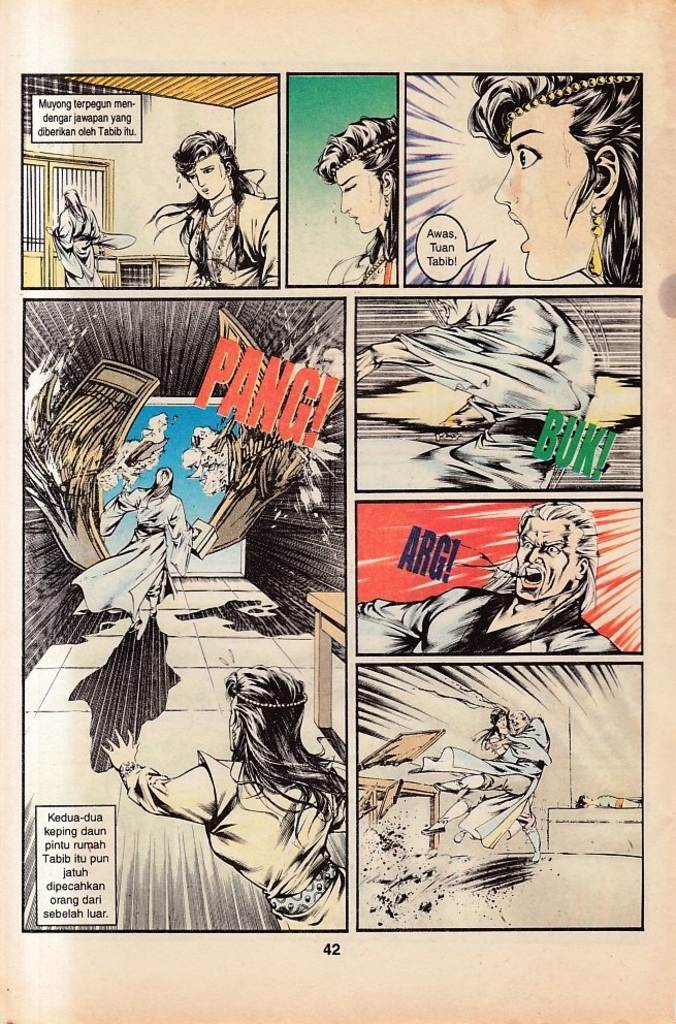 Muyong terpegun men-
dengar jawapan yang
diberikan oleh Tabib itu.
Awas,
Tuan
Tabib!
PANG!
Kedua-dua
keping daun
pintu rumah
Tabib itu pun
jatuh
dipecahkan
orang dari
sebelah luar.
BUK!
ARG!
42